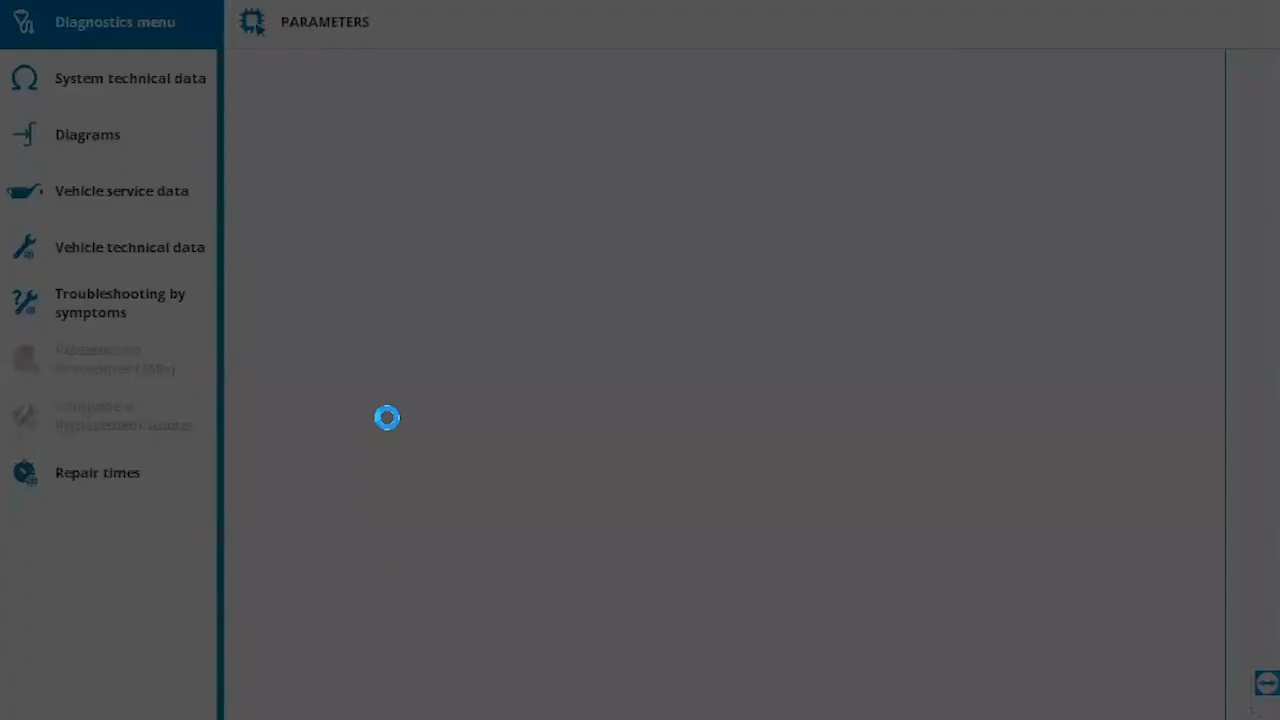 Diagnostics menu
PARAMETERS
System technical data
Diagrams
Vehicle service data
Vehicle technical data
Troubleshooting by
symptoms
Repair times